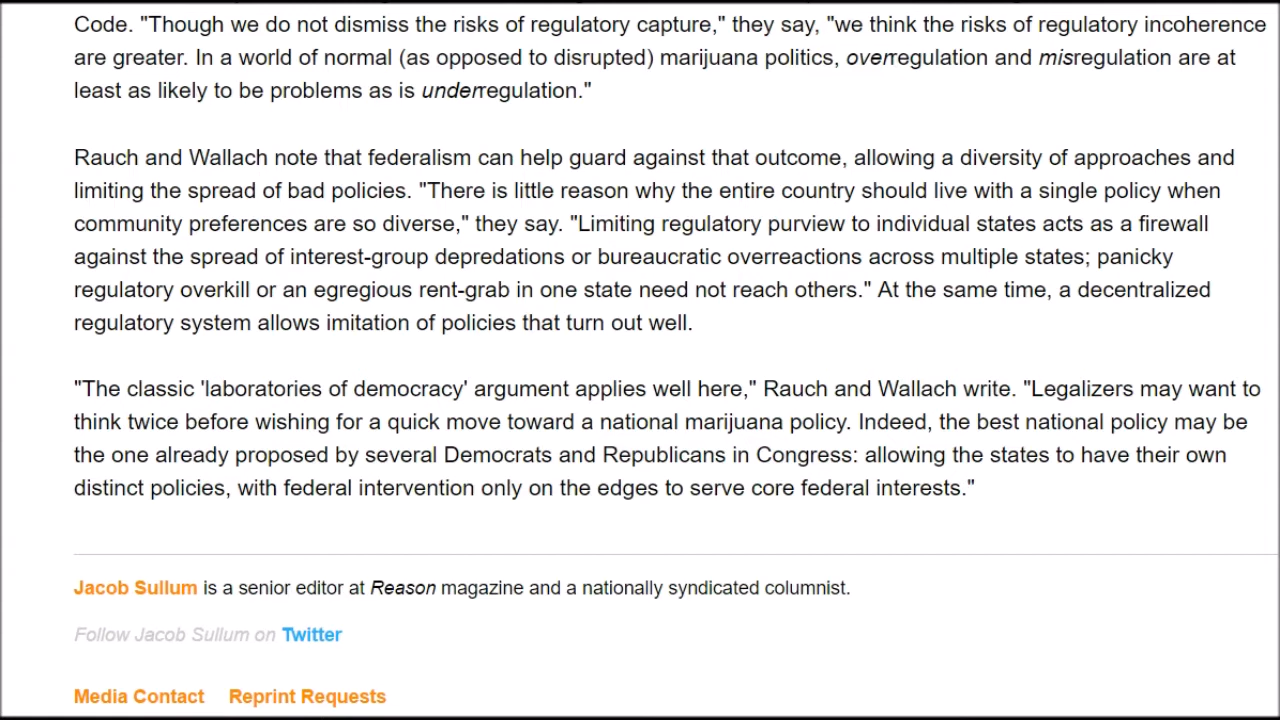 Code. "Though we do not dismiss the risks of regulatory capture," they say, "we think the risks of regulatory incoherence
are greater. In a world of normal (as opposed to disrupted) marijuana politics, overregulation and misregulation are at
least as likely to be problems as is underregulation."
Rauch and Wallach note that federalism can help guard against that outcome, allowing a diversity of approaches and
limiting the spread of bad policies. "There is little reason why the entire country should live with a single policy when
community preferences are so diverse," they say. "Limiting regulatory purview to individual states acts as a firewall
against the spread of interest-group depredations or bureaucratic overreactions across multiple states; panicky
regulatory overkill or an egregious rent-grab in one state need not reach others." At the same time, a decentralized
regulatory system allows imitation of policies that turn out well.
"The classic 'laboratories of democracy' argument applies well here," Rauch and Wallach write. "Legalizers may want to
think twice before wishing for a quick move toward a national marijuana policy. Indeed, the best national policy may be
the one already proposed by several Democrats and Republicans in Congress: allowing the states to have their own
distinct policies, with federal intervention only on the edges to serve core federal interests."
Jacob Sullum is a senior editor at Reason magazine and a nationally syndicated columnist.
Follow Jacob Sullum on Twitter
Media Contact Reprint Requests